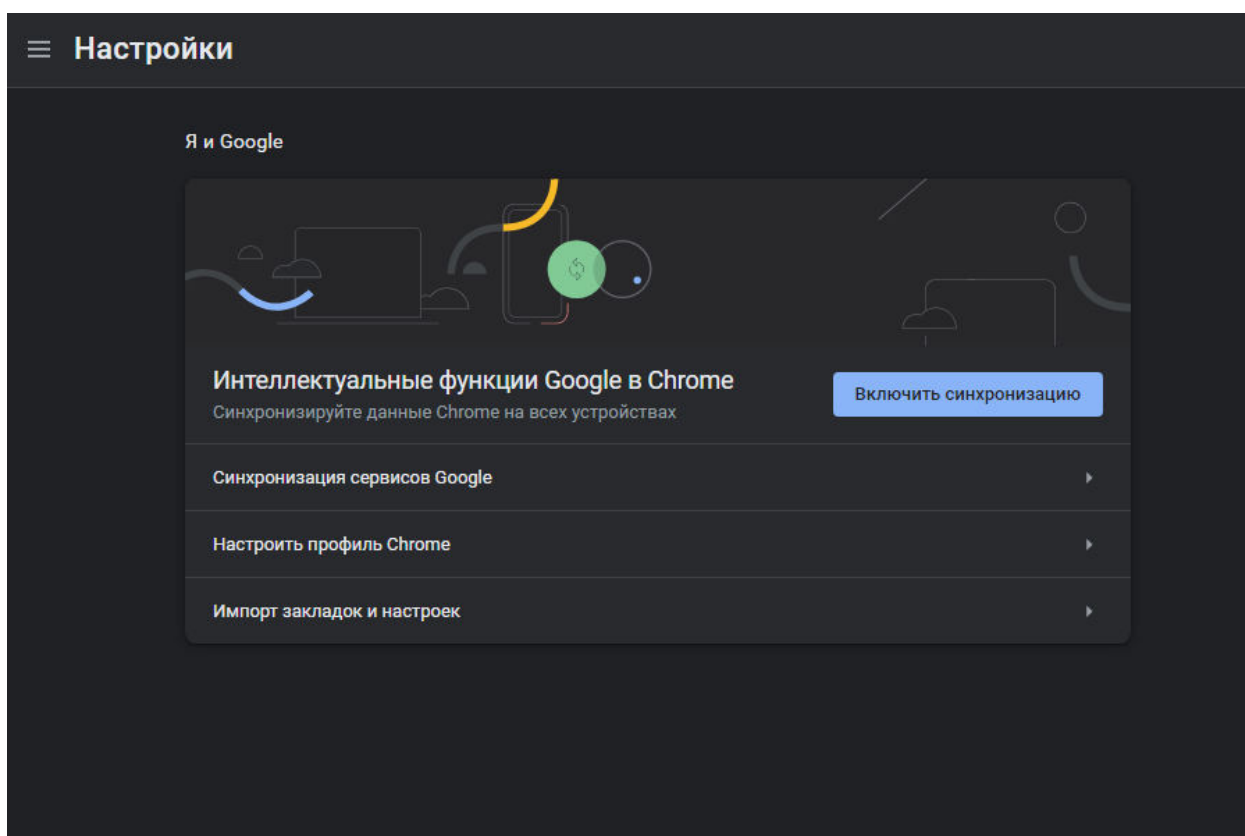 Настройки
Я и Google
Интеллектуальные функции Google в Chrome
Синхронизируйте данные Chrome на всех устройствах
Включить синхронизацию
Синхронизация сервисов Google
Настроить профиль Chrome
Импорт закладок и настроек